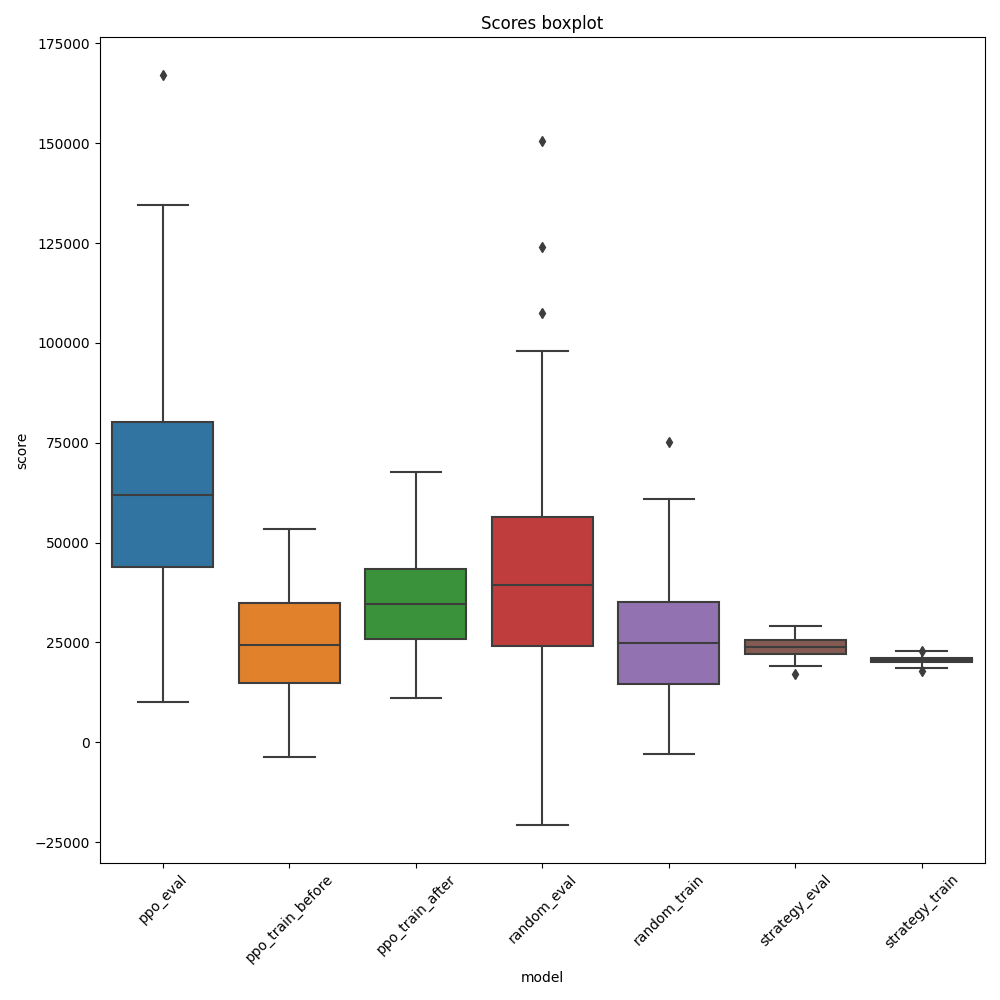 Scores boxplot
175000
150000
125000
100000
75000
50000
25000
0
−25000
score
ppo_eval
ppo_train_before
ppo_train_after
random_eval
random_train
strategy_eval
strategy_train
model